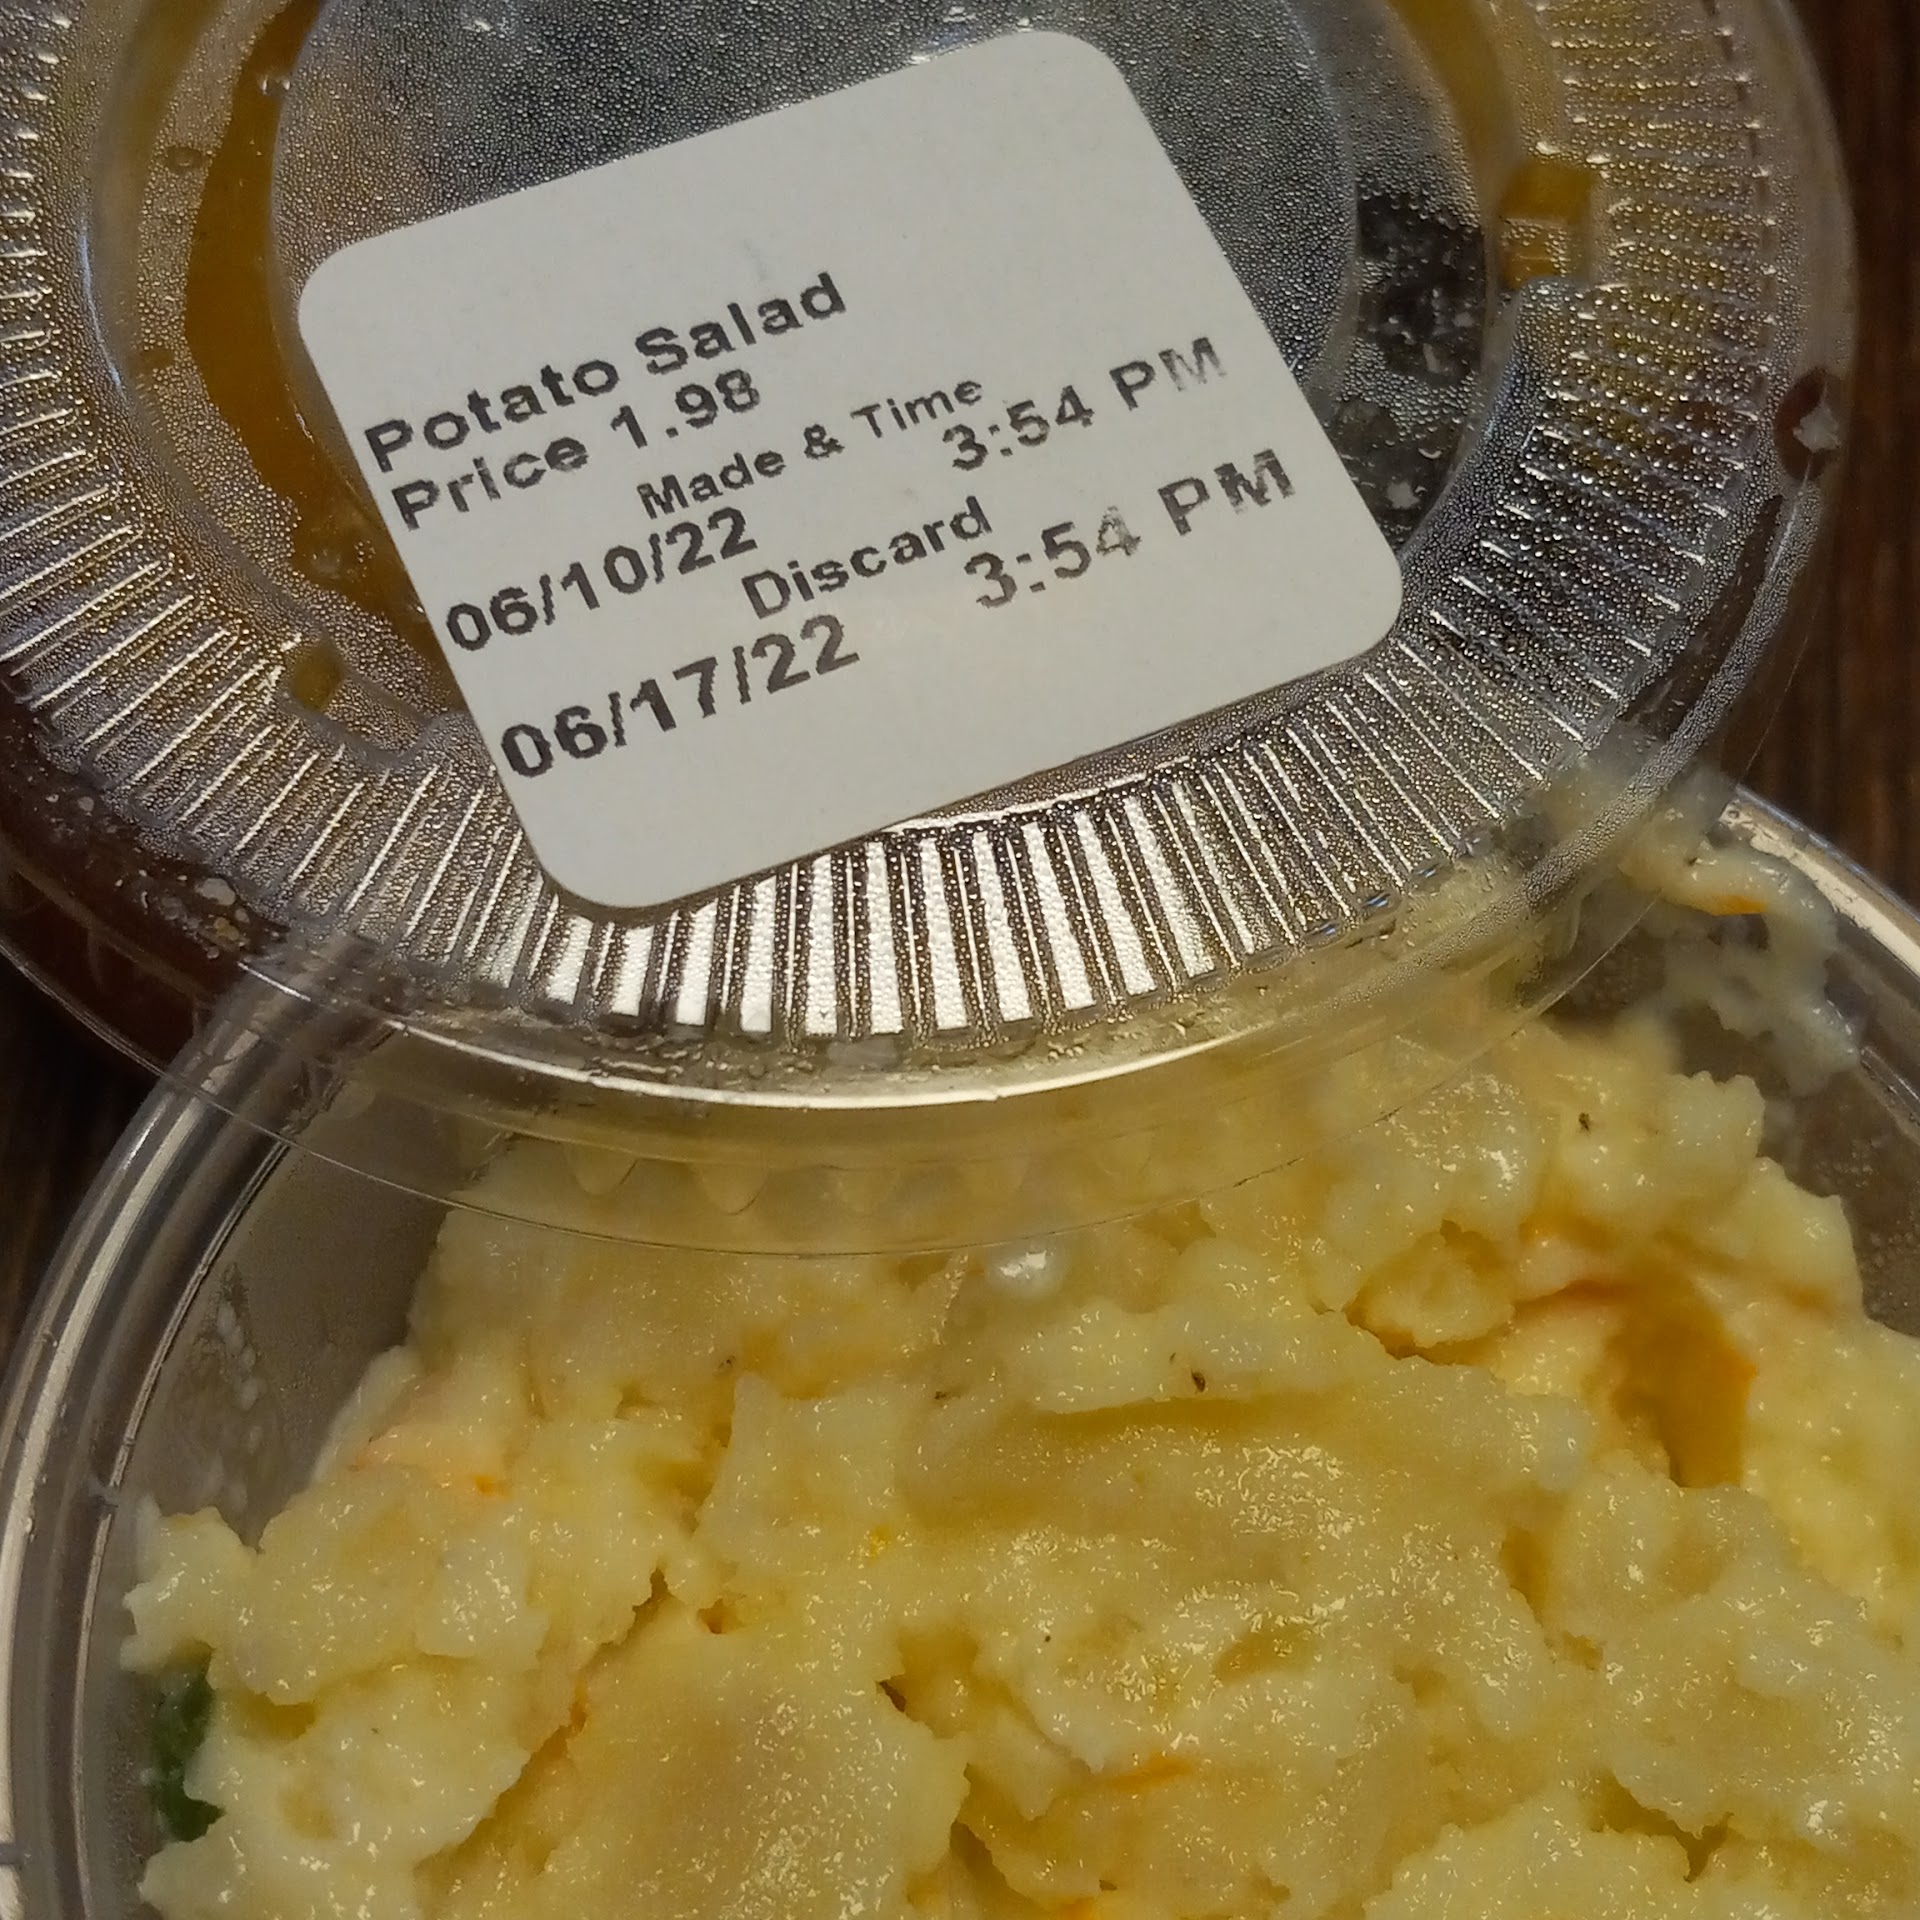 Potato Salad
Price 1.98
Made & Time
06/10/22 3:54 PM
Discard
06/17/22 3:54 PM